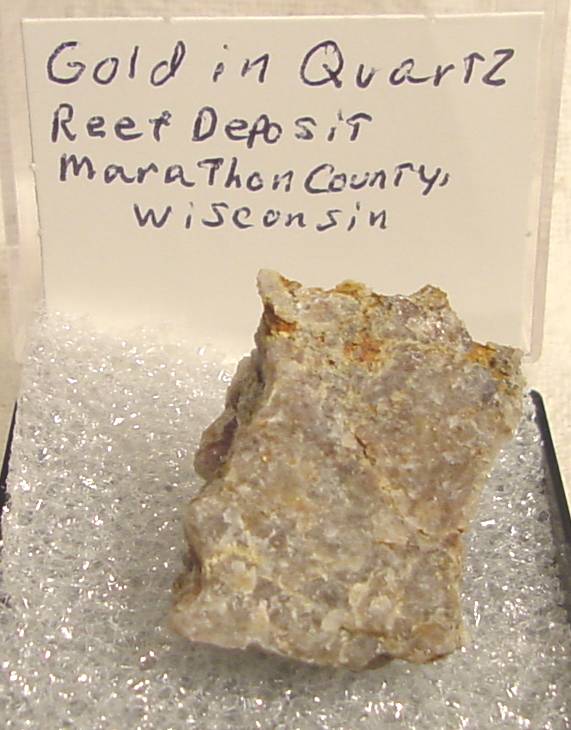 Gold in Quartz
Reef Deposit
Marathon County,
Wisconsin